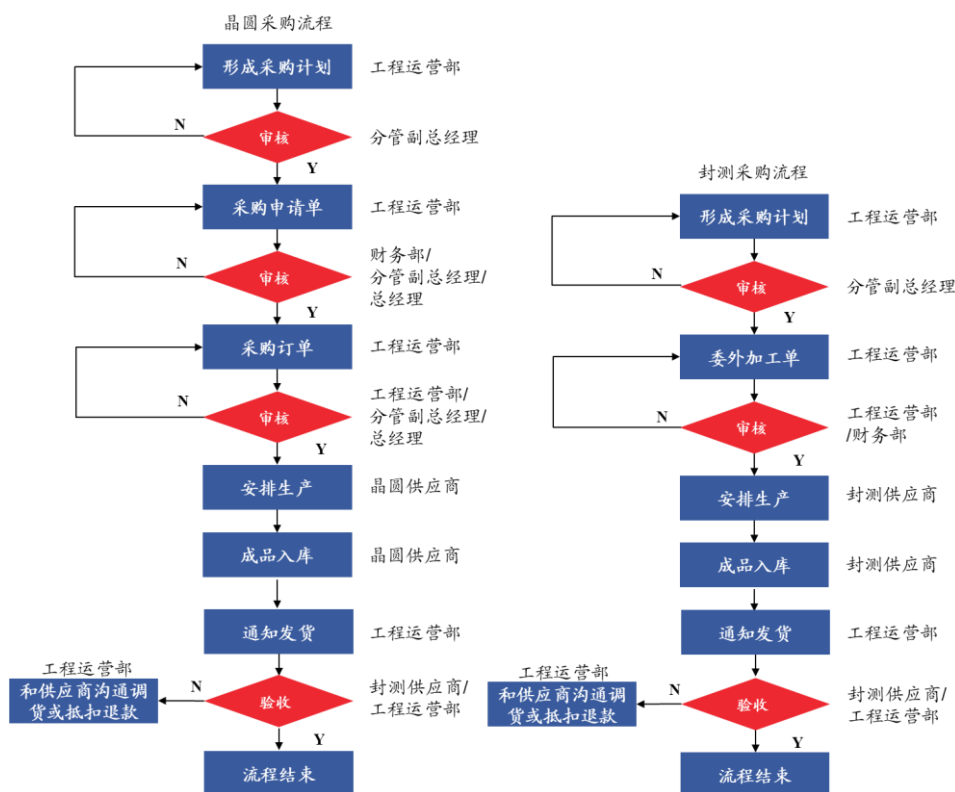 晶圆采购流程
形成采购计划
工程运营部
N
审核
分管副总经理
Y
采购申请单
工程运营部
N
审核
财务部/
分管副总经理/
总经理
Y
采购订单
工程运营部
N
审核
工程运营部/
分管副总经理/
总经理
Y
安排生产
晶圆供应商
成品入库
晶圆供应商
通知发货
工程运营部
工程运营部
和供应商沟通调
货或抵扣退款
N
验收
封测供应商/
工程运营部
Y
流程结束
封测采购流程
形成采购计划
工程运营部
N
审核
分管副总经理
Y
委外加工单
工程运营部
N
审核
工程运营部
/财务部
Y
安排生产
封测供应商
成品入库
封测供应商
通知发货
工程运营部
工程运营部
和供应商沟通调
货或抵扣退款
N
验收
封测供应商/
工程运营部
Y
流程结束